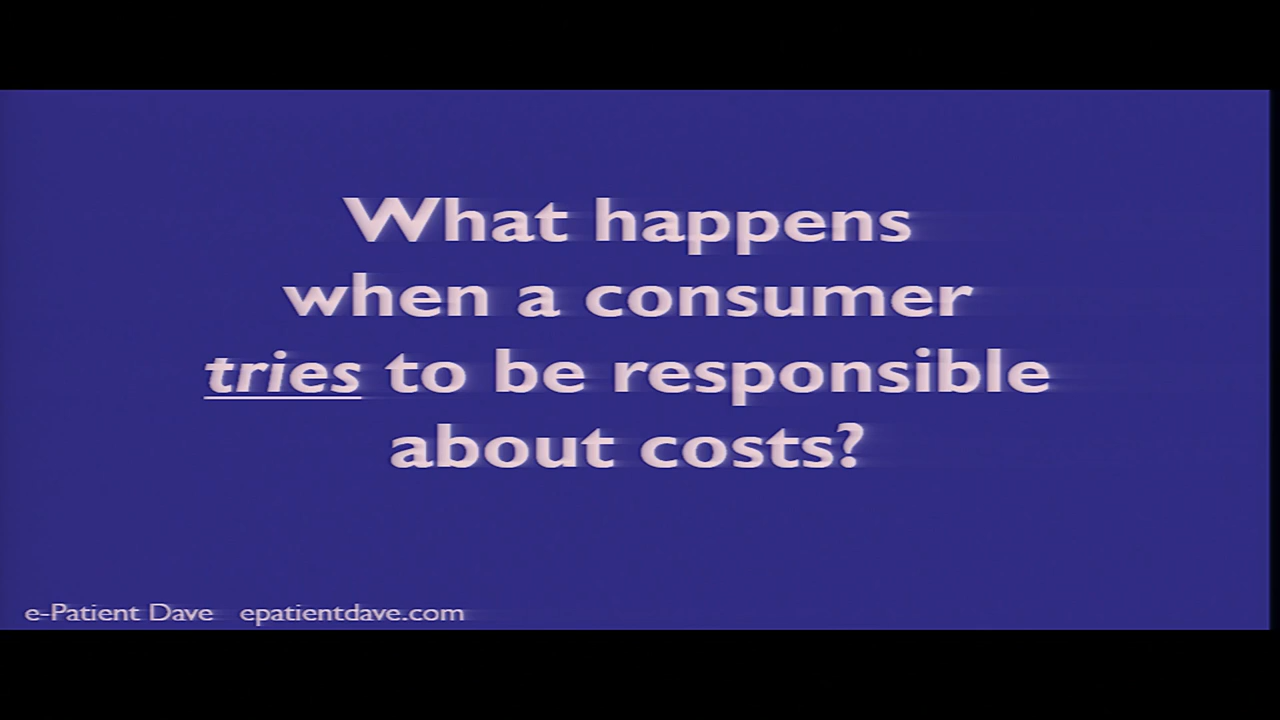 What happens
when a consumer
tries to be responsible
about costs?
e-Patient Dave epatientdave.com